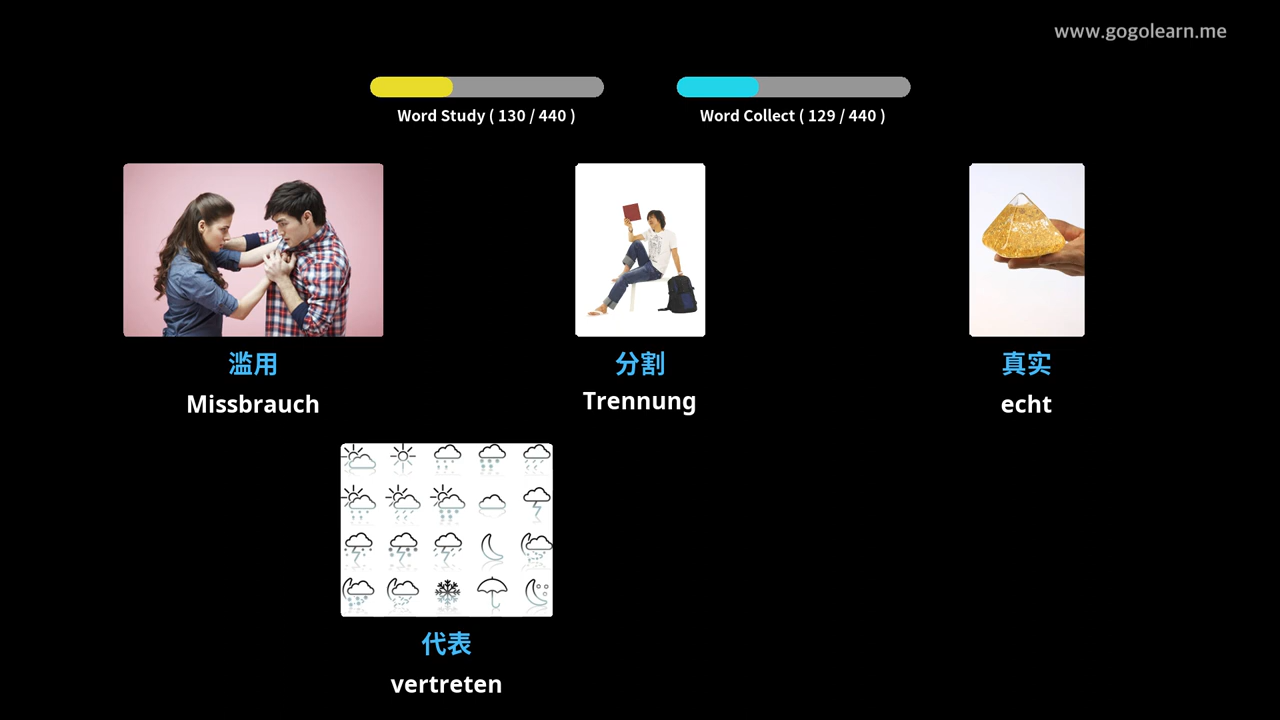 www.gogolearn.me
Word Study ( 130 / 440 )
Word Collect ( 129 / 440 )
滥用
Missbrauch
分割
Trennung
真实
echt
代表
vertreten